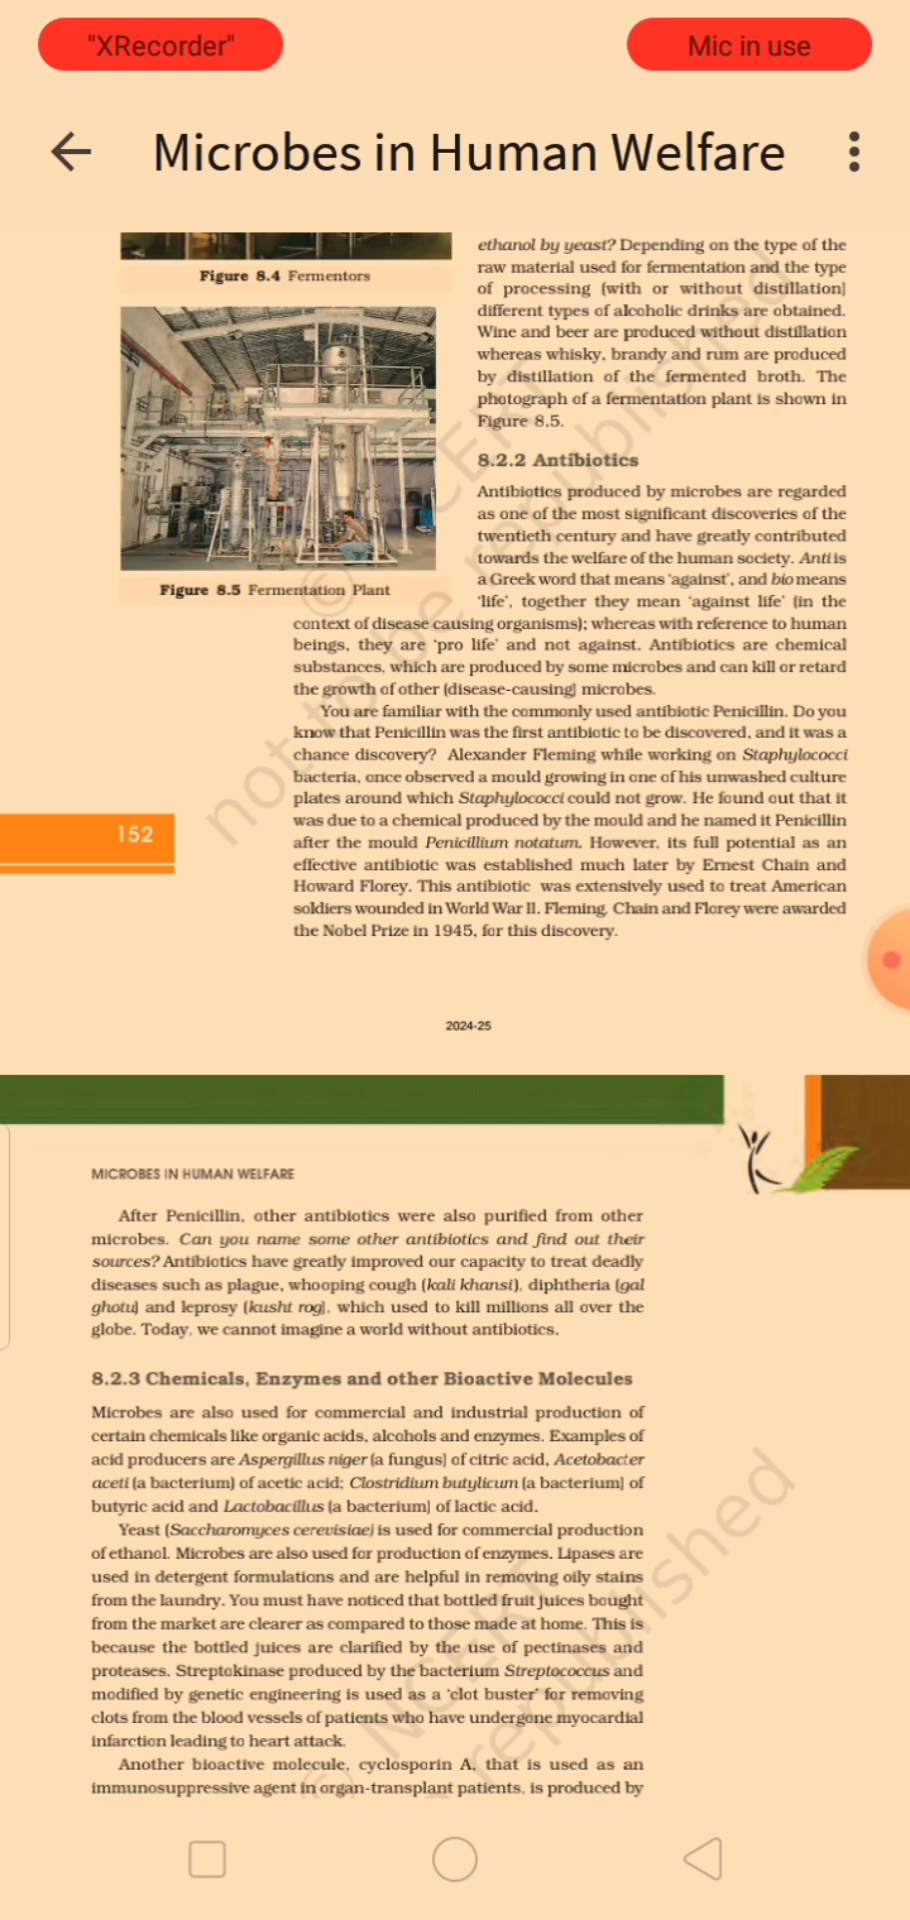 "XRecorder"
Mic in use
Microbes in Human Welfare
Figure 8.4 Fermentors
Figure 8.5 Fermentation Plant
ethanol by yeast? Depending on the type of the
raw material used for fermentation and the type
of processing (with or without distillation)
different types of alcoholic drinks are obtained.
Wine and beer are produced without distillation
whereas whisky, brandy and rum are produced
by distillation of the fermented broth. The
photograph of a fermentation plant is shown in
Figure 8.5.
8.2.2 Antibiotics
Antibiotics produced by microbes are regarded
as one of the most significant discoveries of the
twentieth century and have greatly contributed
towards the welfare of the human society. Anti is
a Greek word that means 'against', and bio means
'life', together they mean 'against life' (in the
context of disease causing organisms); whereas with reference to human
beings, they are 'pro life' and not against. Antibiotics are chemical
substances, which are produced by some microbes and can kill or retard
the growth of other (disease-causing) microbes.
You are familiar with the commonly used antibiotic Penicillin. Do you
know that Penicillin was the first antibiotic to be discovered, and it was a
chance discovery? Alexander Fleming while working on Staphylococci
bacteria, once observed a mould growing in one of his unwashed culture
plates around which Staphylococci could not grow. He found out that it
was due to a chemical produced by the mould and he named it Penicillin
after the mould Penicillium notatum. However, its full potential as an
effective antibiotic was established much later by Ernest Chain and
Howard Florey. This antibiotic was extensively used to treat American
soldiers wounded in World War II. Fleming, Chain and Florey were awarded
the Nobel Prize in 1945, for this discovery.
152
© NCERT
not to be republished
2024-25
MICROBES IN HUMAN WELFARE
After Penicillin, other antibiotics were also purified from other
microbes. Can you name some other antibiotics and find out their
sources? Antibiotics have greatly improved our capacity to treat deadly
diseases such as plague, whooping cough (kali khansi), diphtheria (gal
ghotu) and leprosy (kusht rog), which used to kill millions all over the
globe. Today, we cannot imagine a world without antibiotics.
8.2.3 Chemicals, Enzymes and other Bioactive Molecules
Microbes are also used for commercial and industrial production of
certain chemicals like organic acids, alcohols and enzymes. Examples of
acid producers are Aspergillus niger (a fungus) of citric acid, Acetobacter
aceti (a bacterium) of acetic acid; Clostridium butylicum (a bacterium) of
butyric acid and Lactobacillus (a bacterium) of lactic acid.
Yeast (Saccharomyces cerevisiae) is used for commercial production
of ethanol. Microbes are also used for production of enzymes. Lipases are
used in detergent formulations and are helpful in removing oily stains
from the laundry. You must have noticed that bottled fruit juices bought
from the market are clearer as compared to those made at home. This is
because the bottled juices are clarified by the use of pectinases and
proteases. Streptokinase produced by the bacterium Streptococcus and
modified by genetic engineering is used as a 'clot buster' for removing
clots from the blood vessels of patients who have undergone myocardial
infarction leading to heart attack.
Another bioactive molecule, cyclosporin A, that is used as an
immunosuppressive agent in organ-transplant patients, is produced by
© NCERT
republished